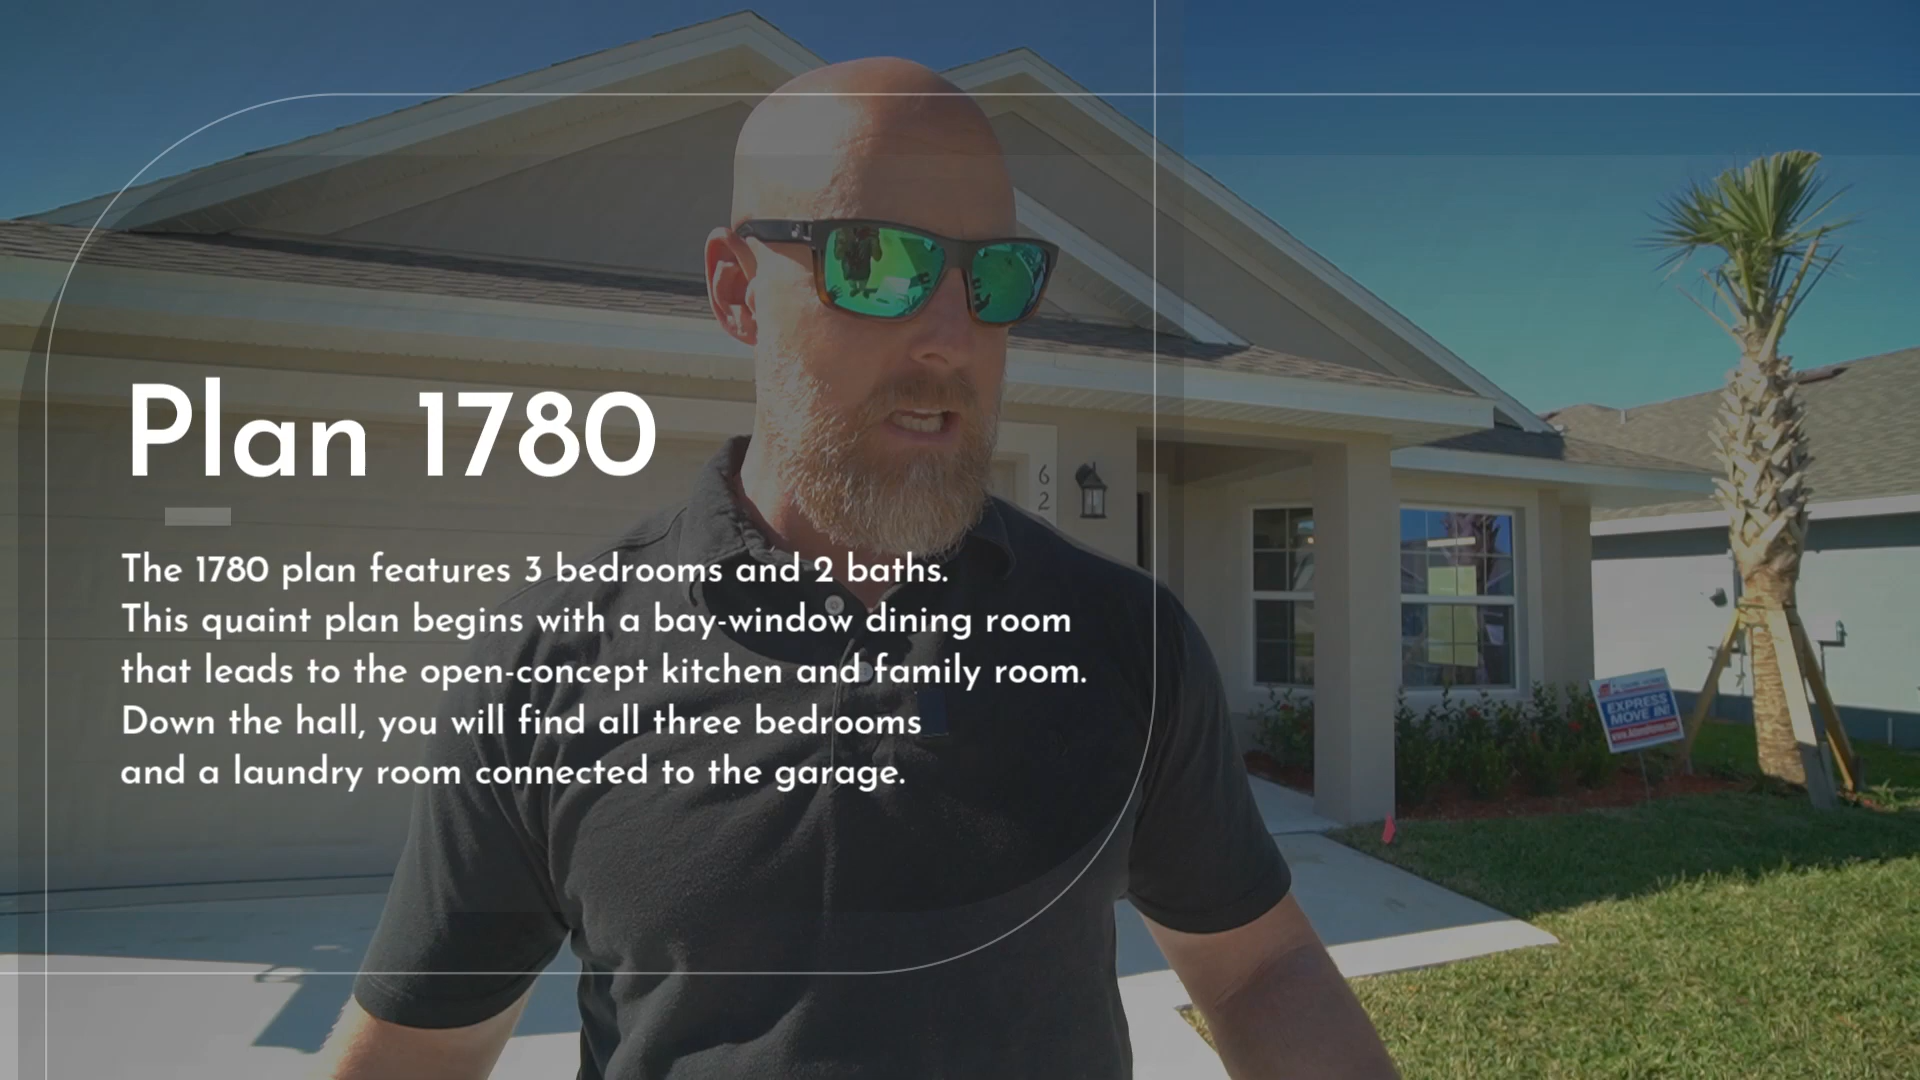 Plan 1780
The 1780 plan features 3 bedrooms and 2 baths.
This quaint plan begins with a bay-window dining room
that leads to the open-concept kitchen and family room.
Down the hall, you will find all three bedrooms
and a laundry room connected to the garage.
6
2
EXPRESS
MOVE IN!